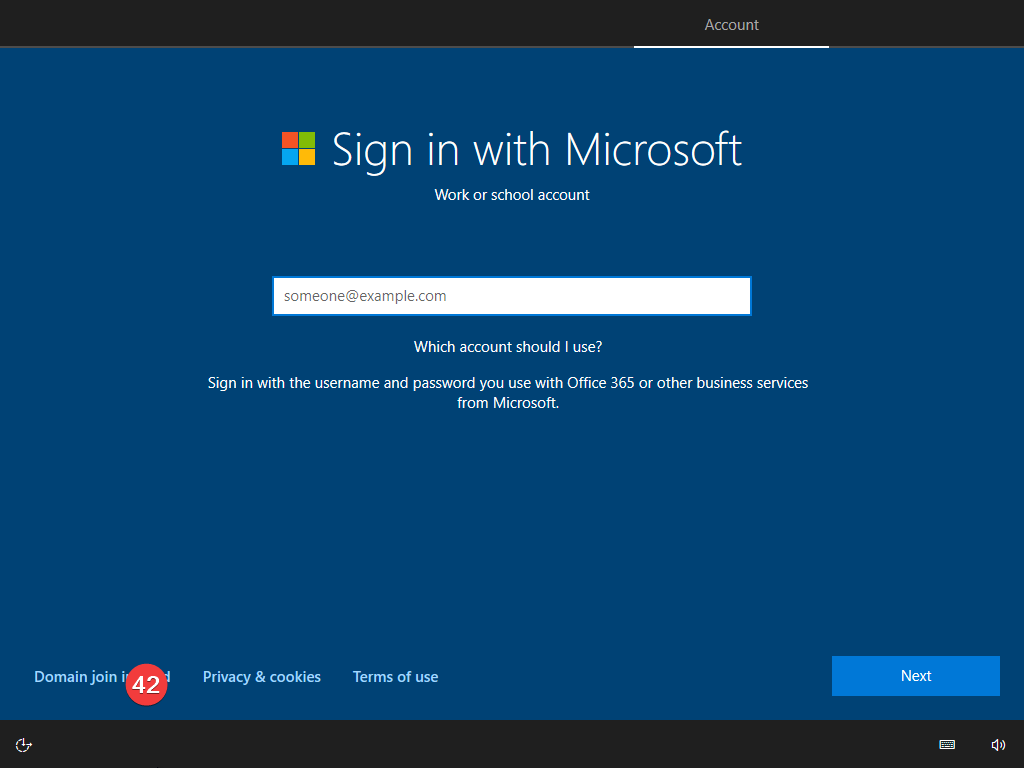 Account
Sign in with Microsoft
Work or school account
someone@example.com
Which account should I use?
Sign in with the username and password you use with Office 365 or other business services
from Microsoft.
Domain join
42
Privacy & cookies
Terms of use
Next